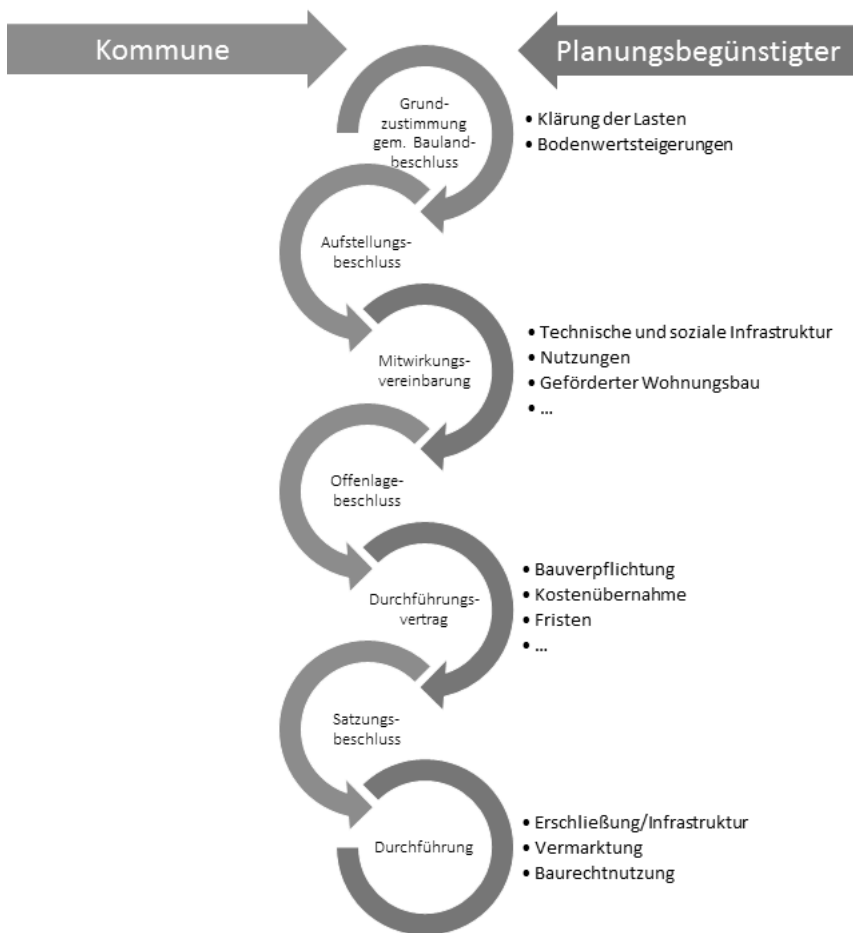 Kommune
Planungsbegünstigter
Grund-
zustimmung
gem. Bauland-
beschluss
• Klärung der Lasten
• Bodenwertsteigerungen
Aufstellungs-
beschluss
Mitwirkungs-
vereinbarung
• Technische und soziale Infrastruktur
• Nutzungen
• Geförderter Wohnungsbau
• ...
Offenlage-
beschluss
Durchführungs-
vertrag
• Bauverpflichtung
• Kostenübernahme
• Fristen
• ...
Satzungs-
beschluss
Durchführung
• Erschließung/Infrastruktur
• Vermarktung
• Baurechtnutzung